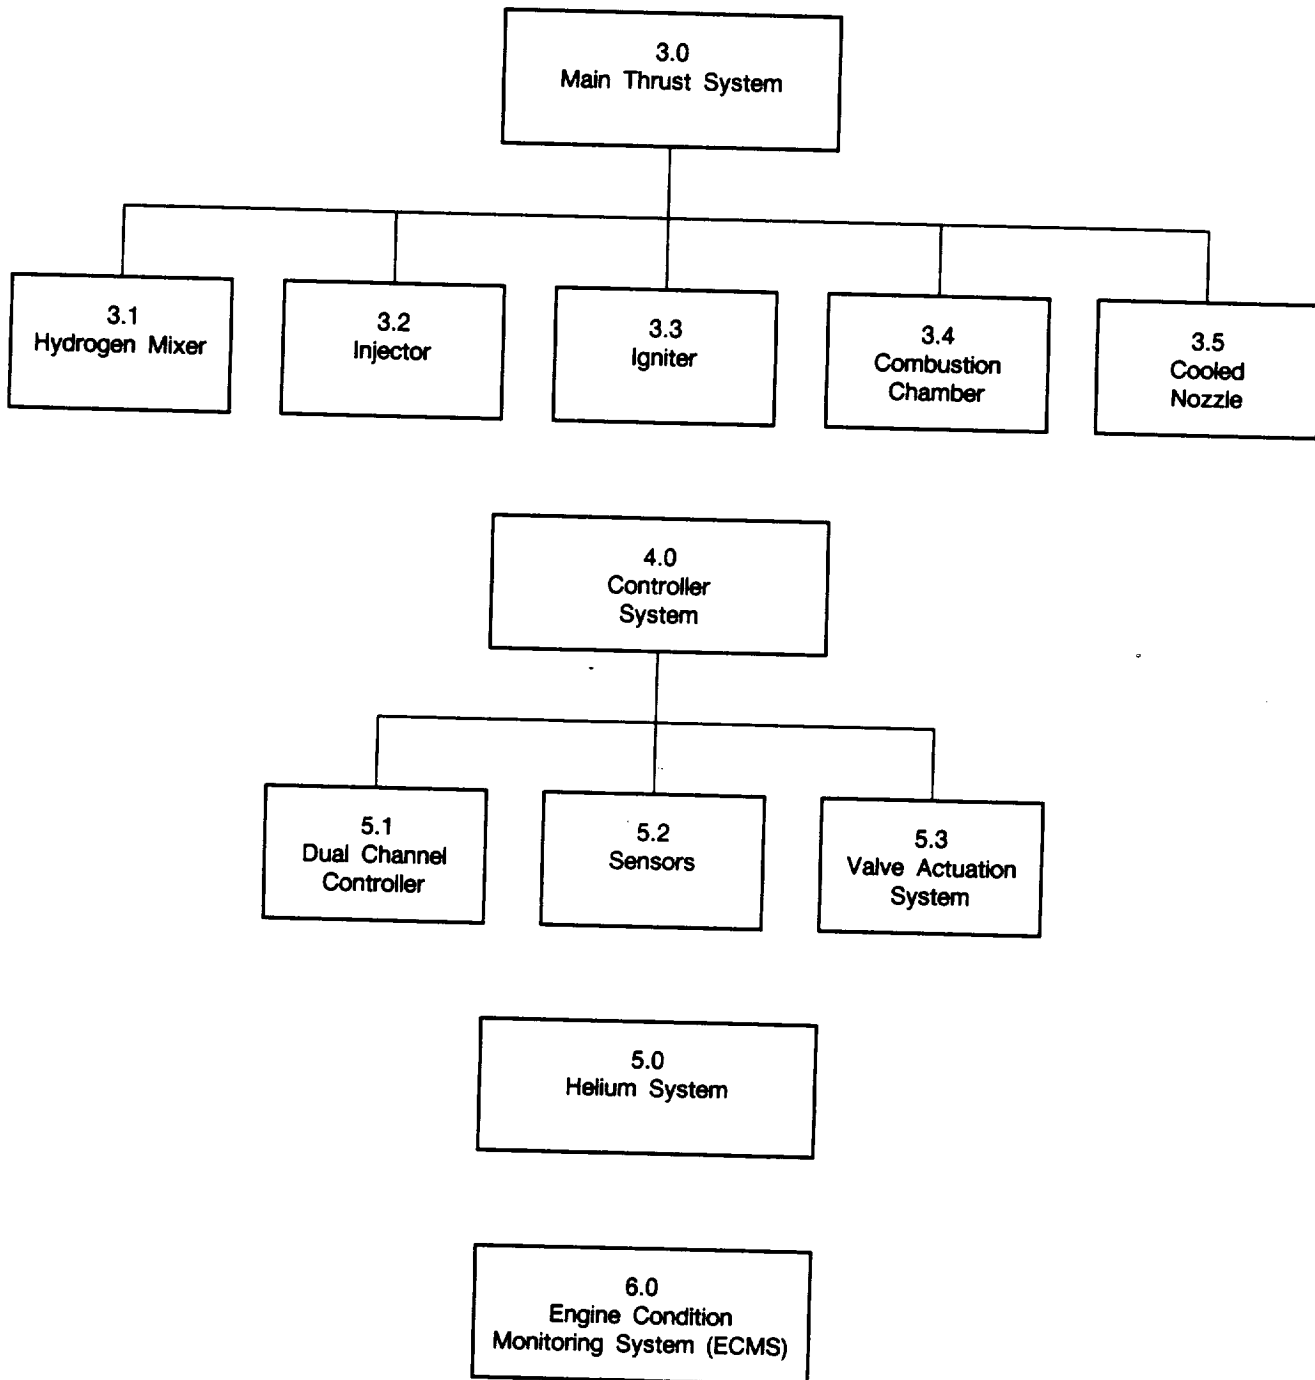 3.0
Main Thrust System
3.1
Hydrogen Mixer
3.2
Injector
3.3
Igniter
3.4
Combustion
Chamber
3.5
Cooled
Nozzle
4.0
Controller
System
5.1
Dual Channel
Controller
5.2
Sensors
5.3
Valve Actuation
System
5.0
Helium System
6.0
Engine Condition
Monitoring System (ECMS)